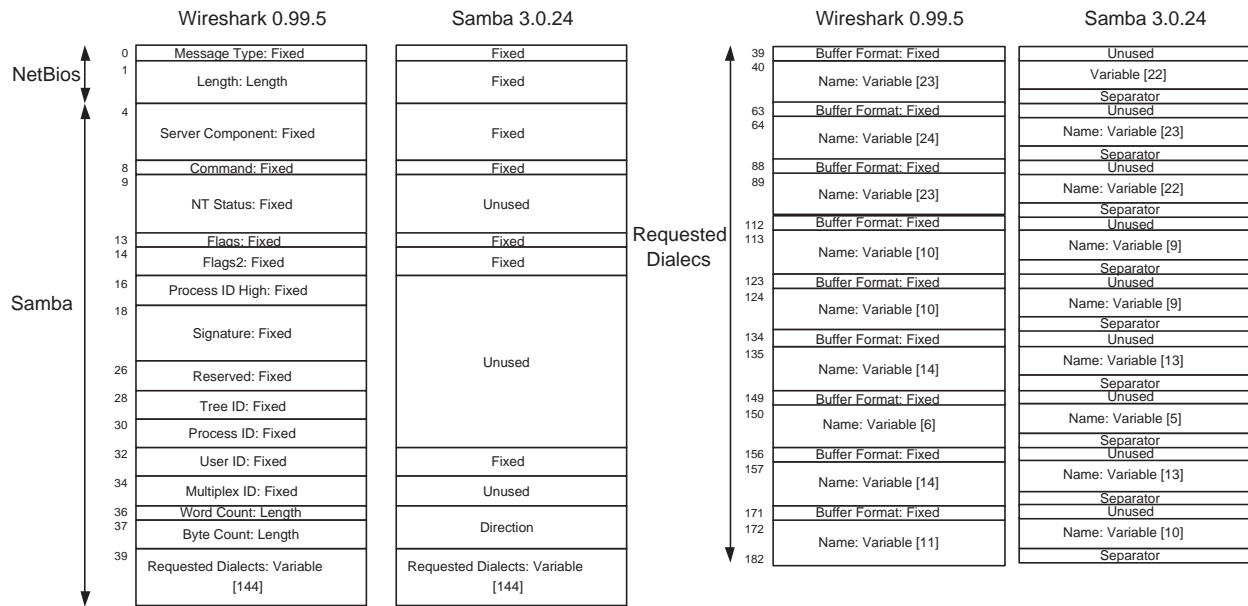 Wireshark 0.99.5
Samba 3.0.24
NetBios
Samba
0
Message Type: Fixed
Fixed
1
Length: Length
Fixed
4
Server Component: Fixed
Fixed
8
Command: Fixed
Fixed
9
NT Status: Fixed
Unused
13
Flags: Fixed
Fixed
14
Flags2: Fixed
Fixed
16
Process ID High: Fixed
18
Signature: Fixed
Unused
26
Reserved: Fixed
28
Tree ID: Fixed
30
Process ID: Fixed
32
User ID: Fixed
Fixed
34
Multiplex ID: Fixed
Unused
36
Word Count: Length
37
Byte Count: Length
Direction
39
Requested Dialects: Variable
[144]
Requested Dialects: Variable
[144]
Wireshark 0.99.5
Samba 3.0.24
Requested
Dialecs
39
Buffer Format: Fixed
Unused
40
Name: Variable [23]
Variable [22]
Separator
63
Buffer Format: Fixed
Unused
64
Name: Variable [24]
Name: Variable [23]
Separator
88
Buffer Format: Fixed
Unused
89
Name: Variable [23]
Name: Variable [22]
Separator
112
Buffer Format: Fixed
Unused
113
Name: Variable [10]
Name: Variable [9]
Separator
123
Buffer Format: Fixed
Unused
124
Name: Variable [10]
Name: Variable [9]
Separator
134
Buffer Format: Fixed
Unused
135
Name: Variable [14]
Name: Variable [13]
Separator
149
Buffer Format: Fixed
Unused
150
Name: Variable [6]
Name: Variable [5]
Separator
156
Buffer Format: Fixed
Unused
157
Name: Variable [14]
Name: Variable [13]
Separator
171
Buffer Format: Fixed
Unused
172
Name: Variable [11]
Name: Variable [10]
Separator
182